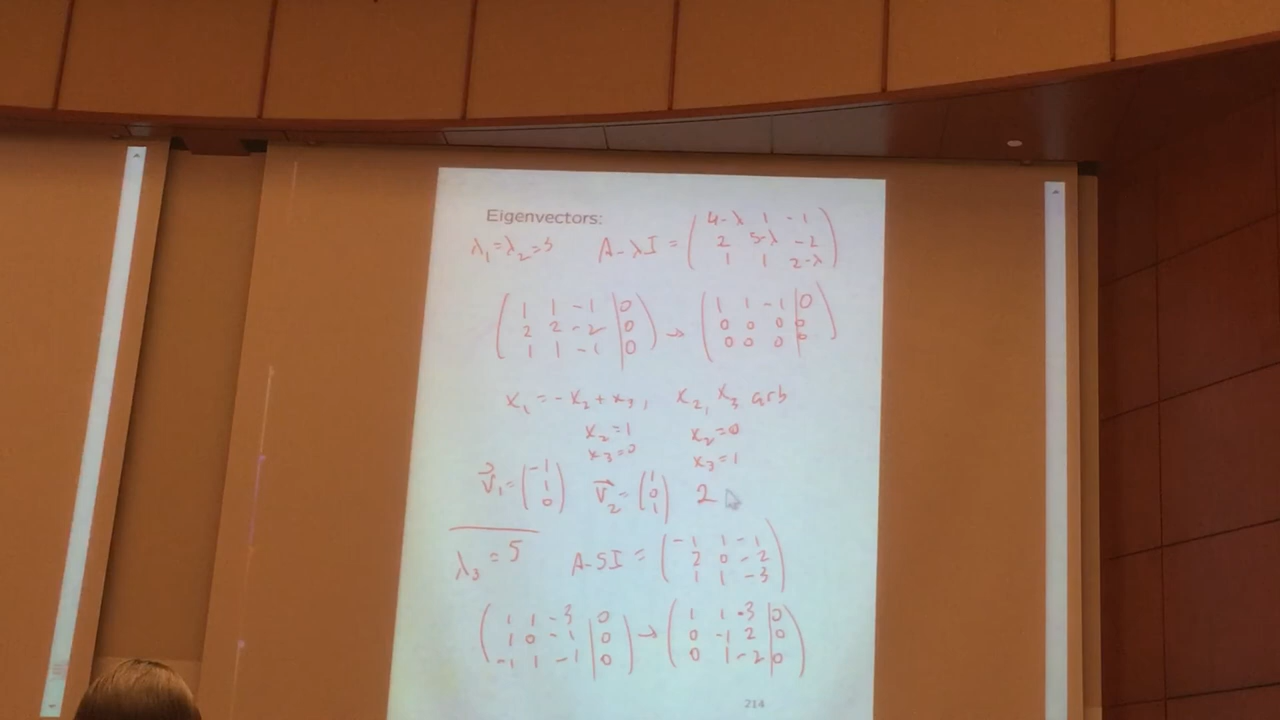 Eigenvectors:
λ₁=λ₂=3 A-λI = (4-λ 1 -1
2 5-λ -2
1 1 2-λ)
(1 1 -1 | 0
2 2 -2 | 0
1 1 -1 | 0) → (1 1 -1 | 0
0 0 0 | 0
0 0 0 | 0)
x₁ = -x₂ + x₃, x₂, x₃ arb
x₂=1 x₂=0
x₃=0 x₃=1
v⃗₁=(-1
1
0) v⃗₂=(1
0
1) 2
λ₃=5 A-5I = (-1 1 -1
2 0 -2
1 1 -3)
(1 1 -3 | 0
1 0 -1 | 0
-1 1 -1 | 0) → (1 1 -3 | 0
0 -1 2 | 0
0 1 -2 | 0)
214